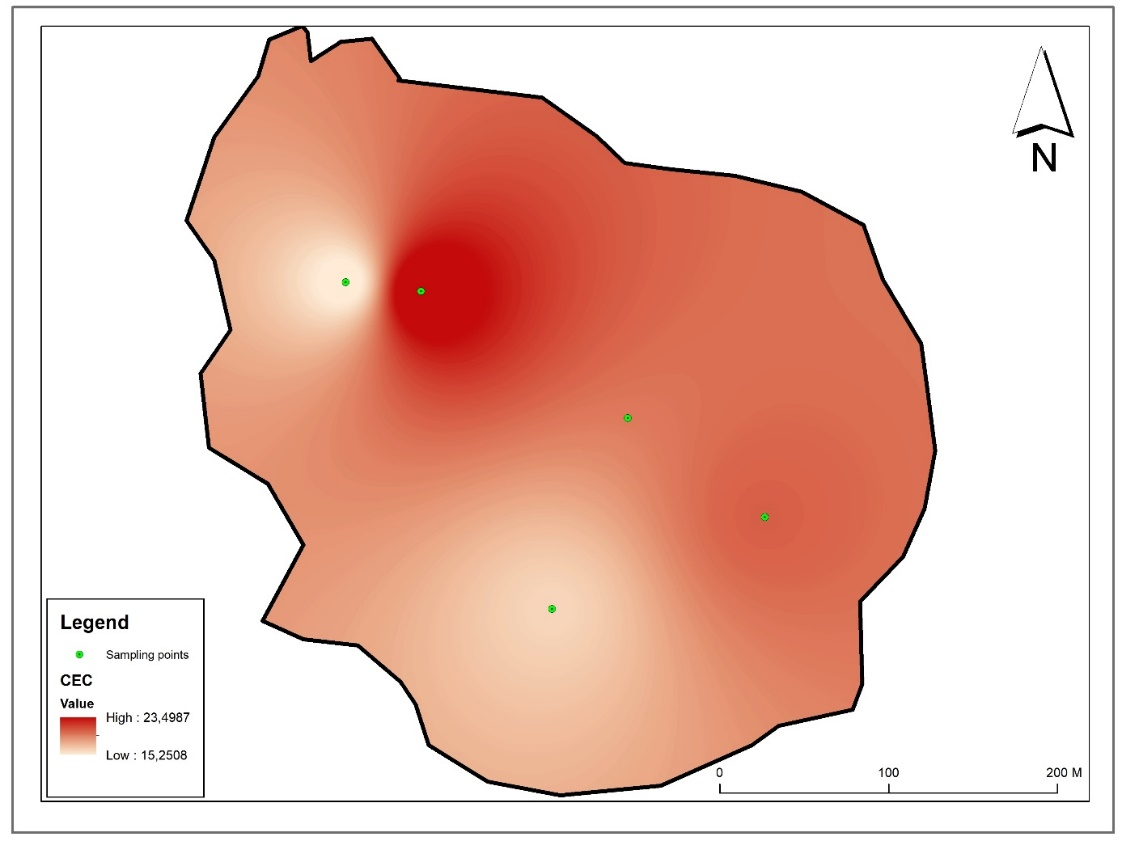 N
Legend
Sampling points
CEC
Value
High : 23,4987
Low : 15,2508
0 100 200 M